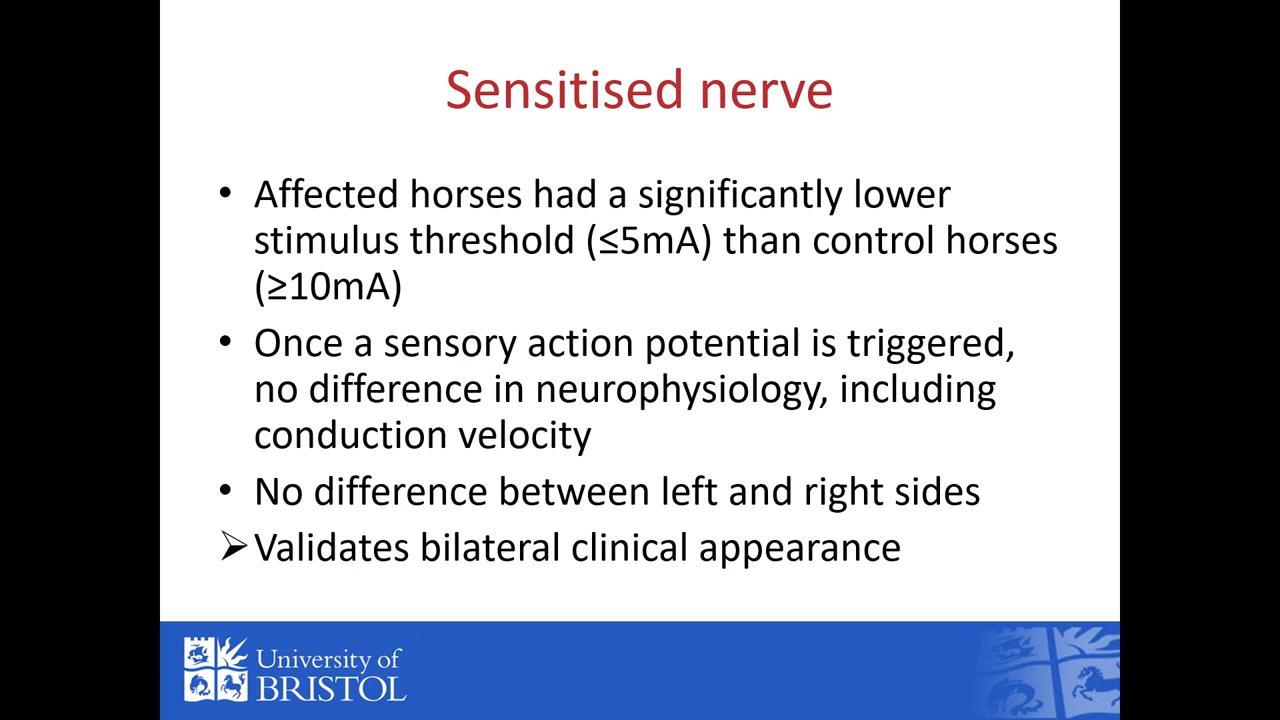 Sensitised nerve
• Affected horses had a significantly lower
stimulus threshold (≤5mA) than control horses
(≥10mA)
• Once a sensory action potential is triggered,
no difference in neurophysiology, including
conduction velocity
• No difference between left and right sides
➢ Validates bilateral clinical appearance
University of
BRISTOL